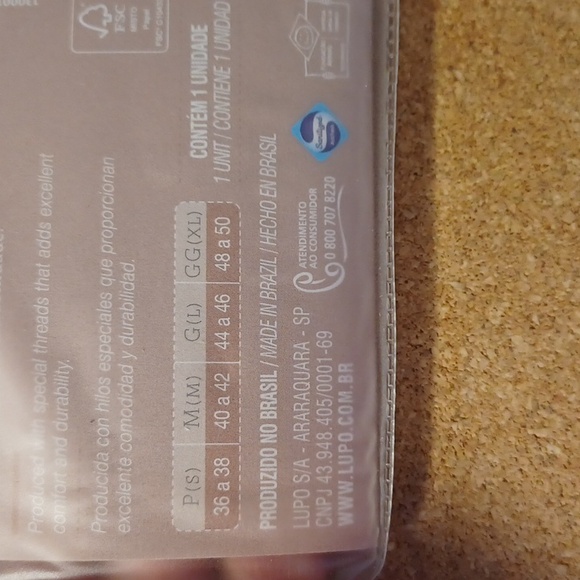 special threads that adds excellent
comfort and durability.
Producida con hilos especiales que proporcionan
excelente comodidad y durabilidad.
P(S) M(M) G(L) GG(XL)
36 a 38 40 a 42 44 a 46 48 a 50
CONTÉM 1 UNIDADE
1 UNIT / CONTIENE 1 UNIDAD
PRODUZIDO NO BRASIL / MADE IN BRAZIL / HECHO EN BRASIL
LUPO S/A - ARARAQUARA - SP
CNPJ 43.948.405/0001-69
WWW.LUPO.COM.BR
ATENDIMENTO
AO CONSUMIDOR
0 800 707 8220
FSC
MISTO
Papel